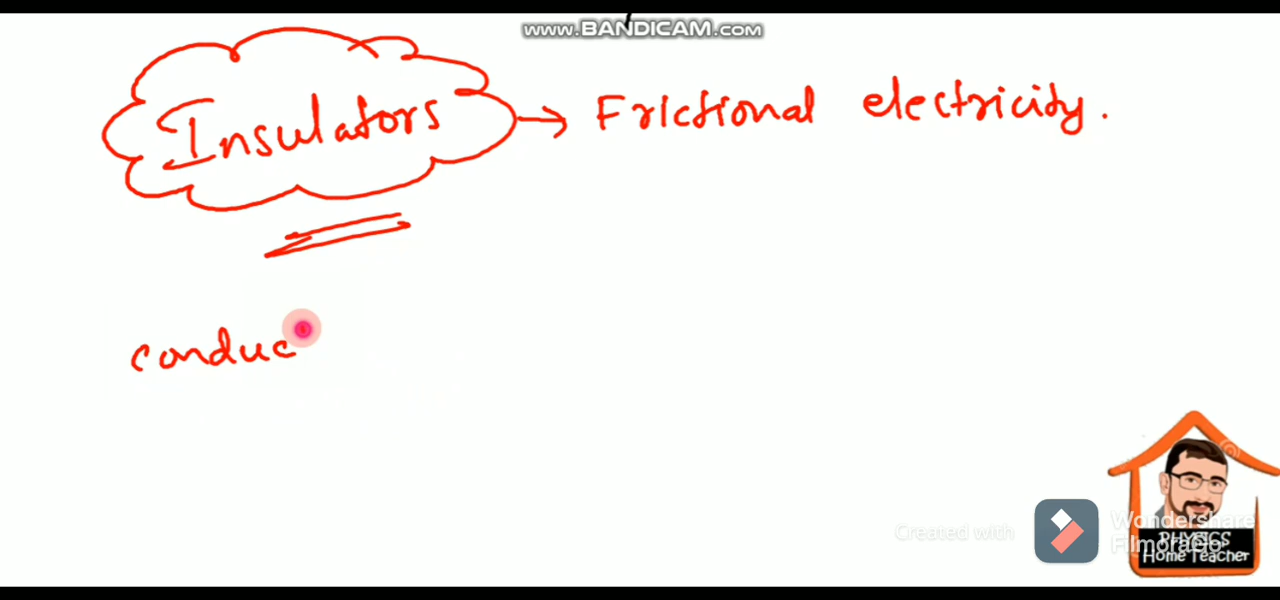 WWW.BANDICAM.COM
Insulators → Frictional electricity.
conduc
Created with
Wondershare
Filmora
PHYSICS
Home Teacher